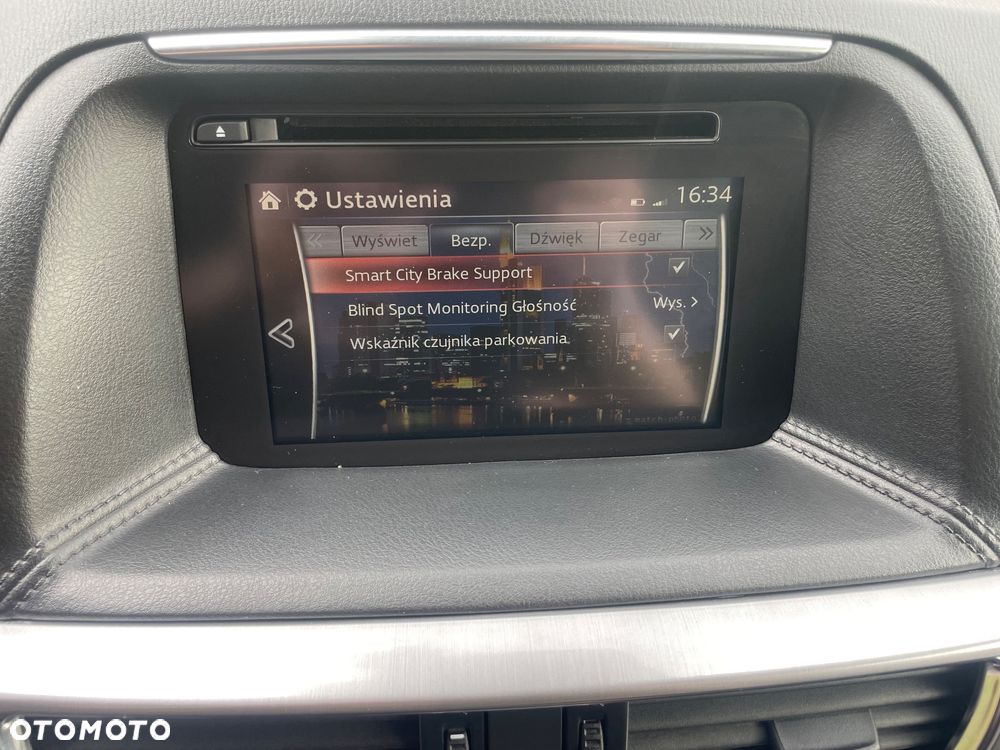 Ustawienia 16:34
Wyświet Bezp. Dźwięk Zegar
Smart City Brake Support
Blind Spot Monitoring Głośność Wys.
Wskaźnik czujnika parkowania
OTOMOTO